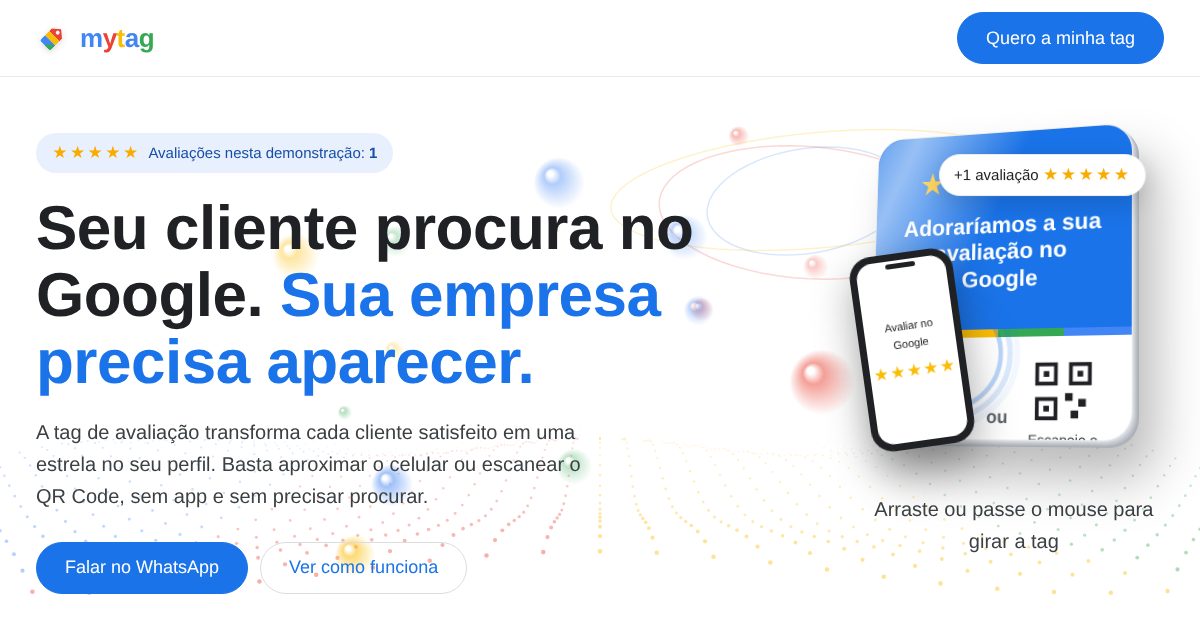 mytag
Quero a minha tag
★★★★★ Avaliações nesta demonstração: 1
Seu cliente procura no
Google. Sua empresa
precisa aparecer.
A tag de avaliação transforma cada cliente satisfeito em uma
estrela no seu perfil. Basta aproximar o celular ou escanear o
QR Code, sem app e sem precisar procurar.
Falar no WhatsApp
Ver como funciona
+1 avaliação ★★★★★
Adoraríamos a sua
avaliação no
Google
Avaliar no
Google
★★★★★
ou
Arraste ou passe o mouse para
girar a tag